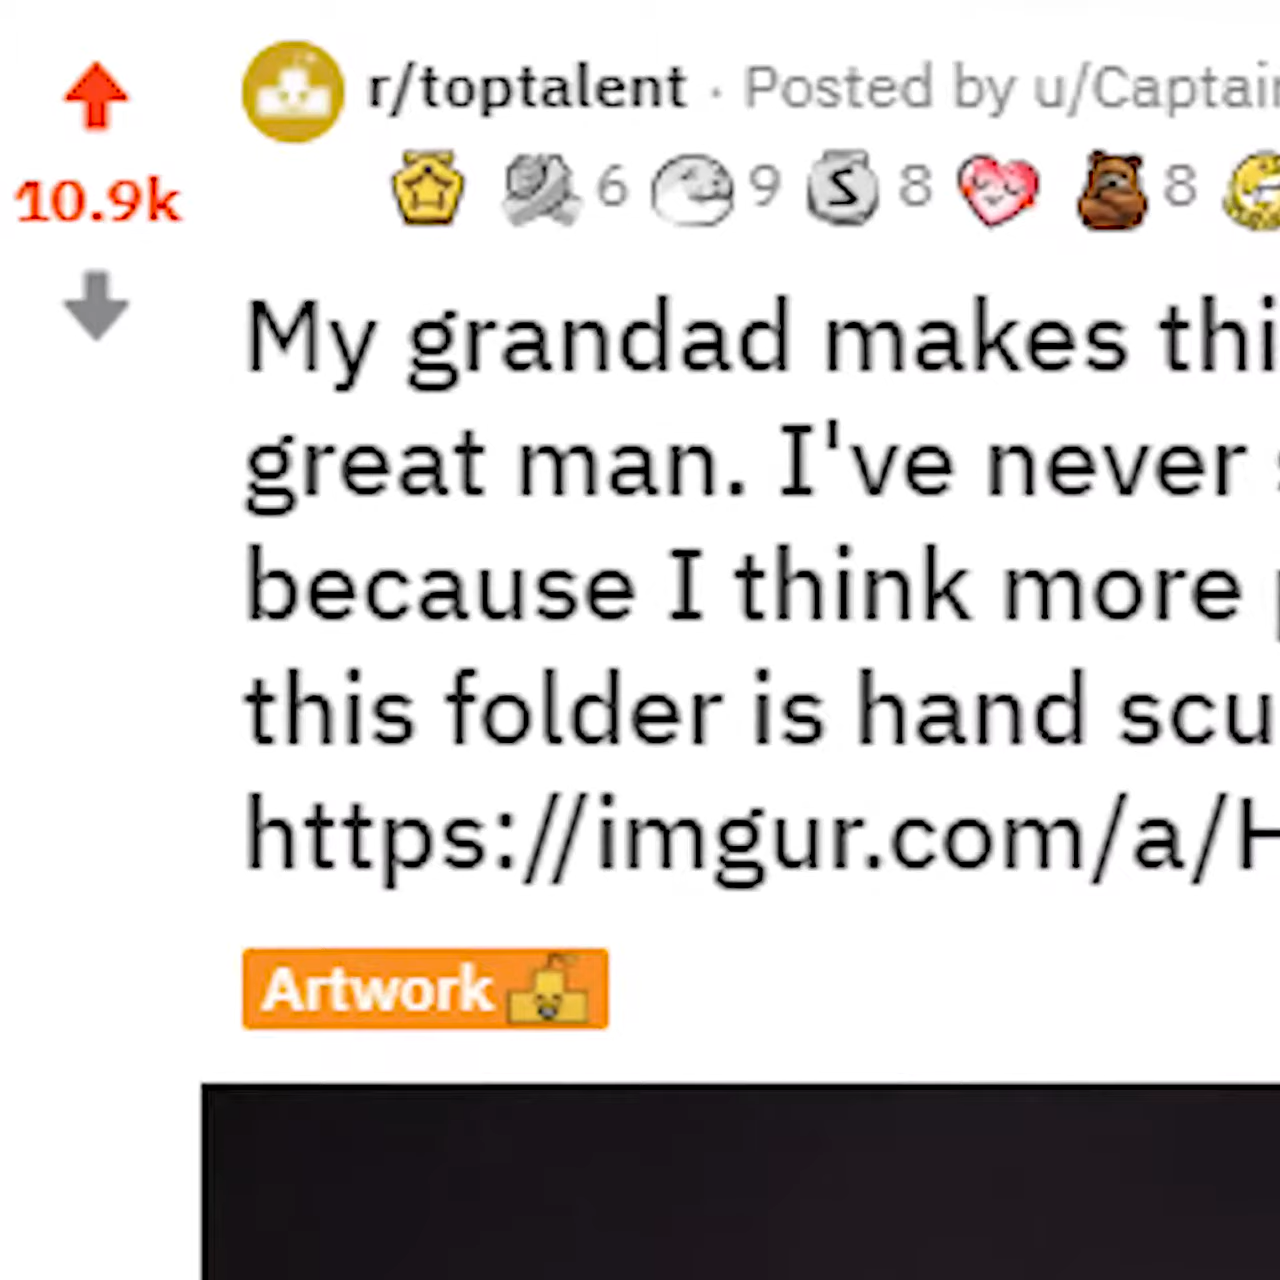 r/toptalent · Posted by u/Captain
10.9k
6 9 S 8 8
My grandad makes thi
great man. I've never
because I think more
this folder is hand scu
https://imgur.com/a/H
Artwork